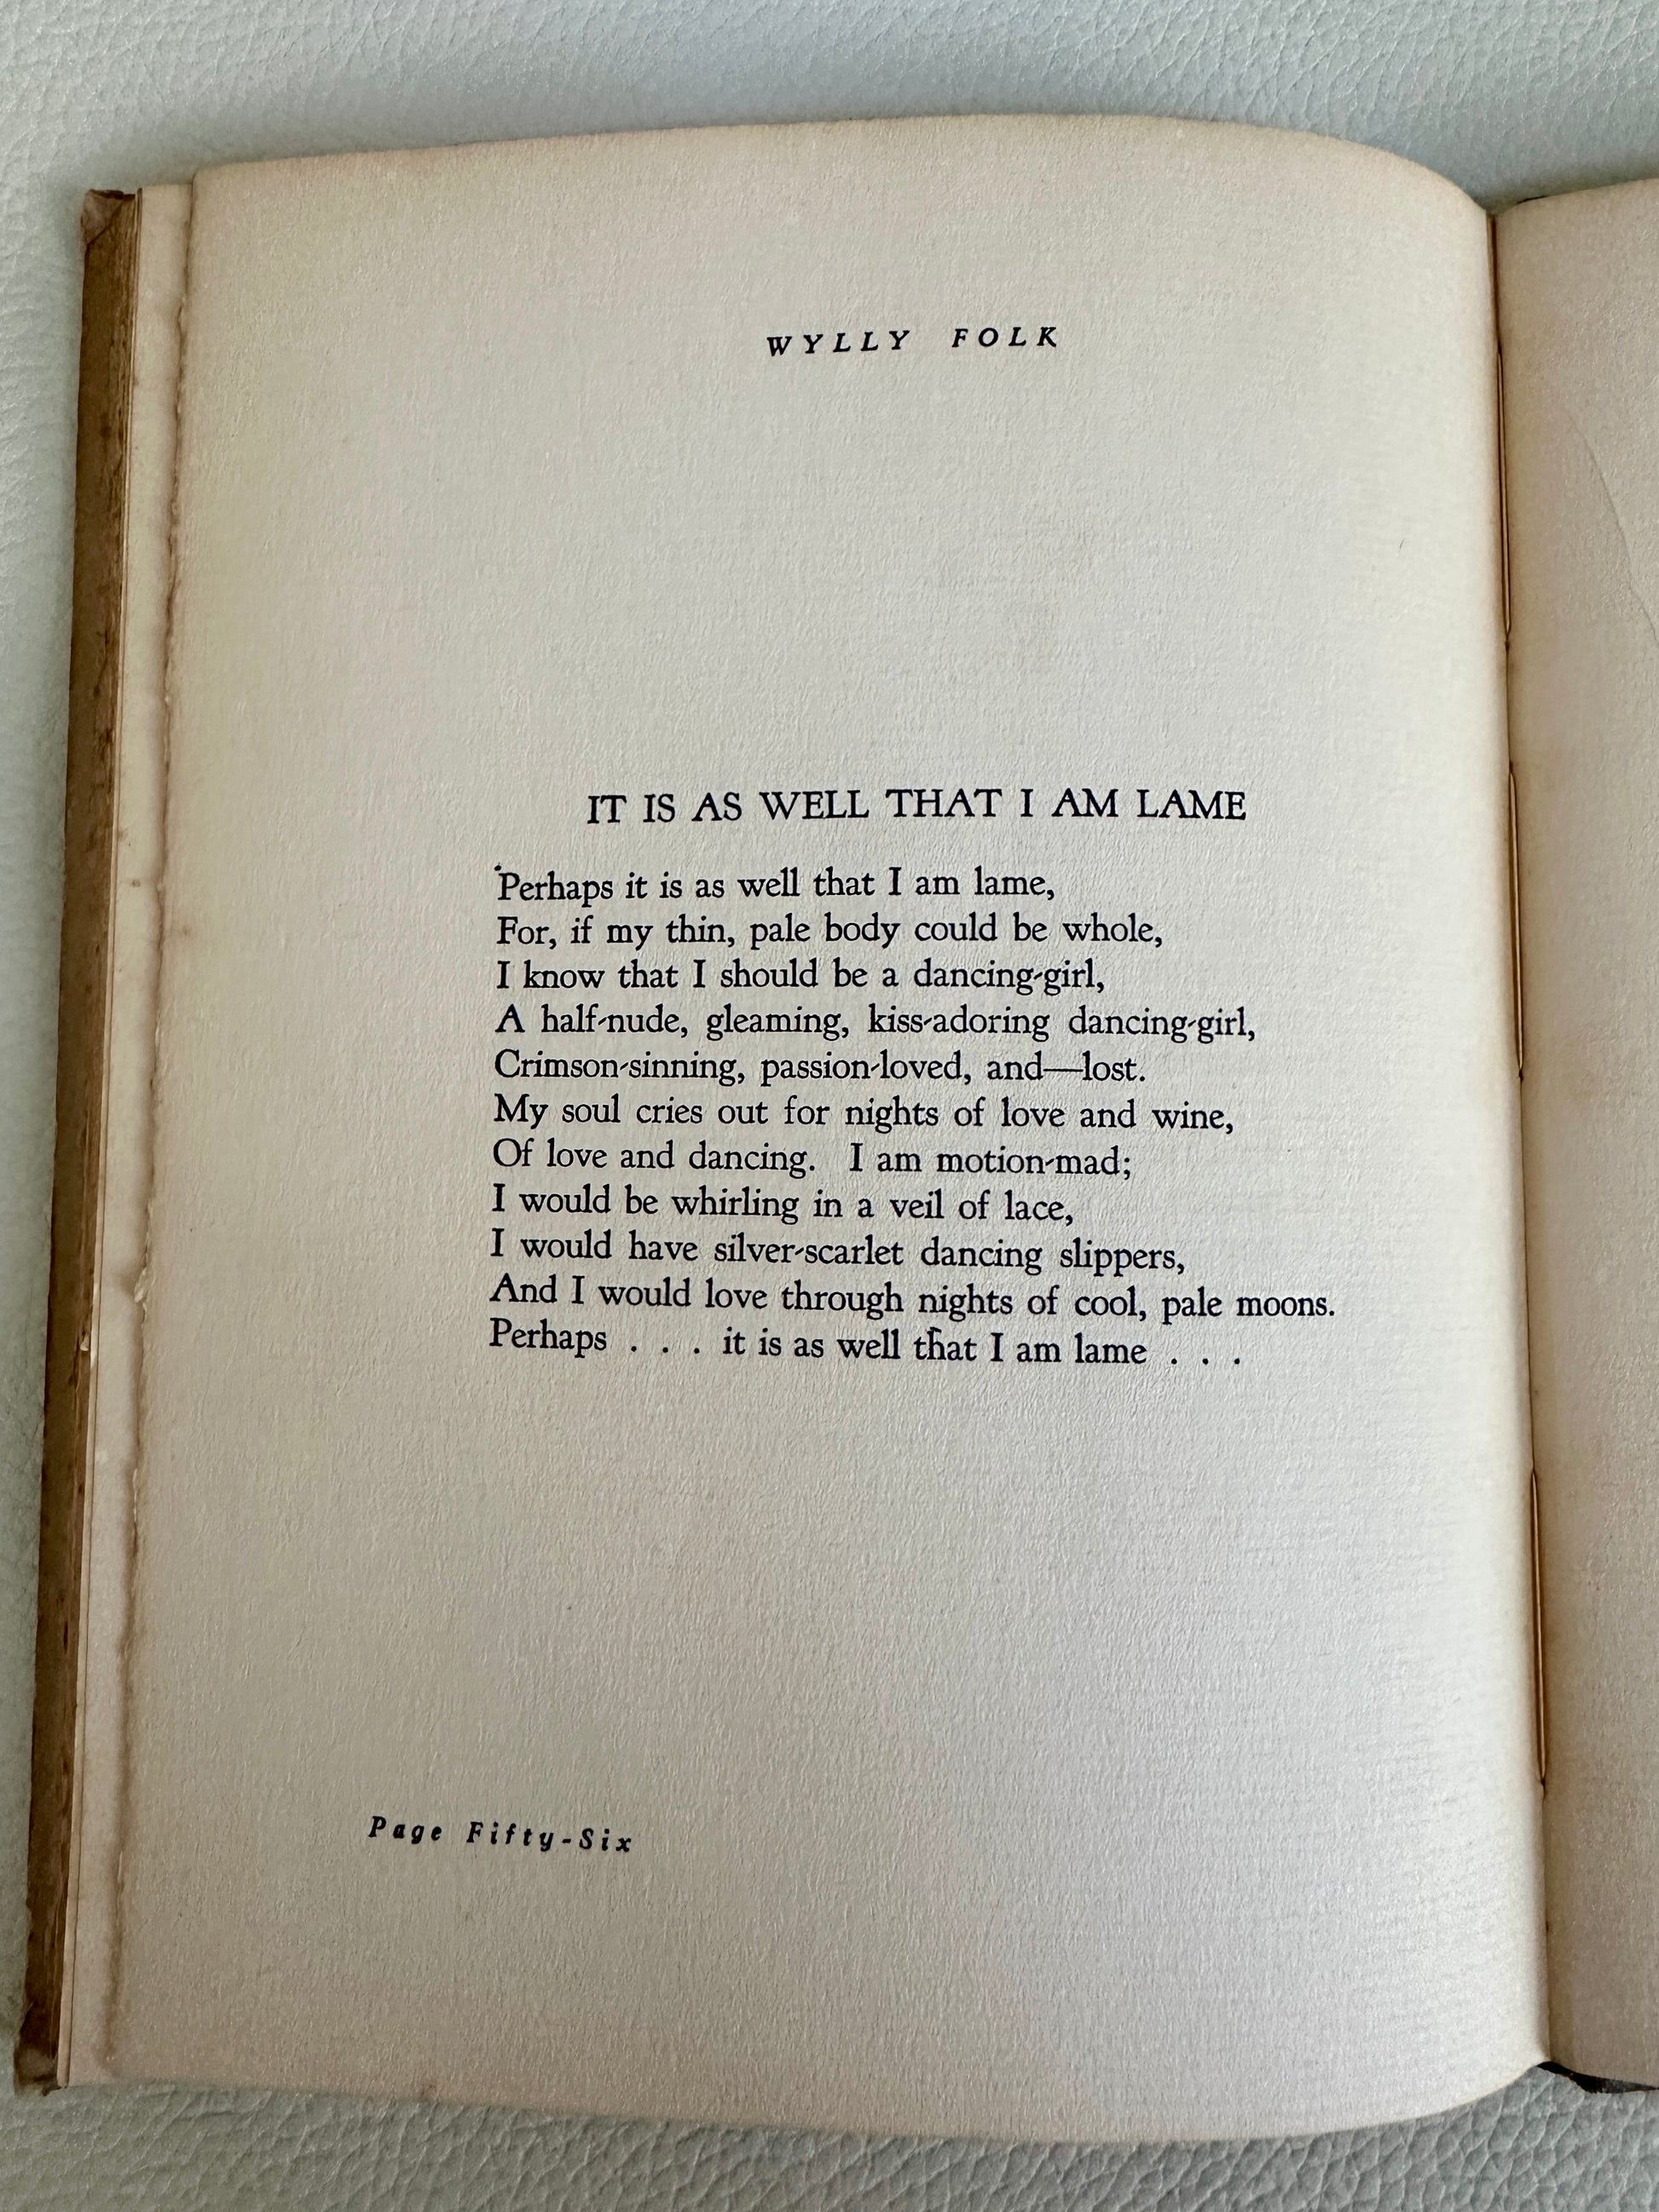 WYLLY FOLK
IT IS AS WELL THAT I AM LAME
Perhaps it is as well that I am lame,
For, if my thin, pale body could be whole,
I know that I should be a dancing-girl,
A half-nude, gleaming, kiss-adoring dancing-girl,
Crimson-sinning, passion-loved, and—lost.
My soul cries out for nights of love and wine,
Of love and dancing. I am motion-mad;
I would be whirling in a veil of lace,
I would have silver-scarlet dancing slippers,
And I would love through nights of cool, pale moons.
Perhaps . . . it is as well that I am lame . . .
Page Fifty-Six